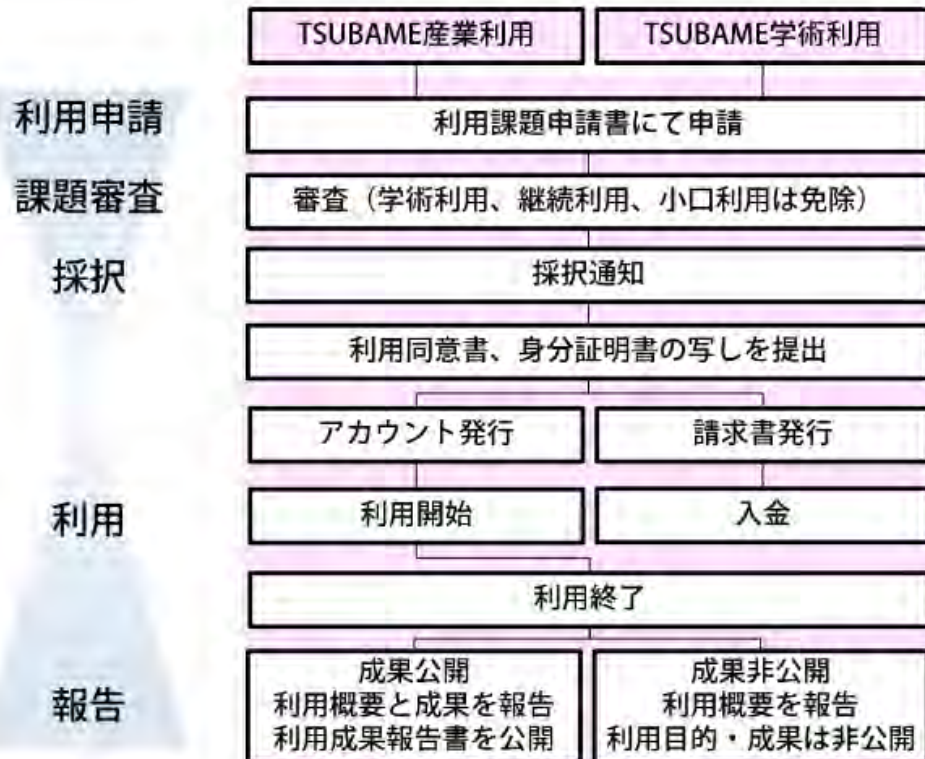 TSUBAME産業利用
TSUBAME学術利用
利用申請
利用課題申請書にて申請
課題審査
審査（学術利用、継続利用、小口利用は免除）
採択
採択通知
利用同意書、身分証明書の写しを提出
アカウント発行
請求書発行
利用
利用開始
入金
利用終了
報告
成果公開
利用概要と成果を報告
利用成果報告書を公開
成果非公開
利用概要を報告
利用目的・成果は非公開